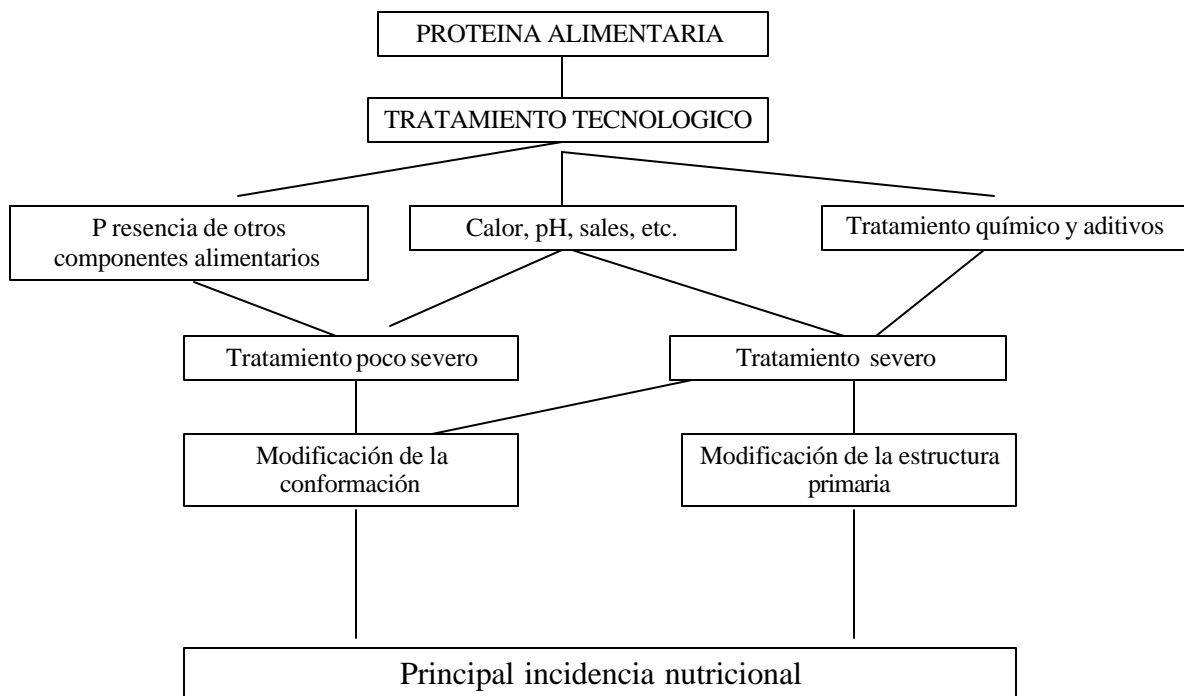 PROTEINA ALIMENTARIA
TRATAMIENTO TECNOLOGICO
P resencia de otros
componentes alimentarios
Calor, pH, sales, etc.
Tratamiento químico y aditivos
Tratamiento poco severo
Tratamiento severo
Modificación de la
conformación
Modificación de la estructura
primaria
Principal incidencia nutricional